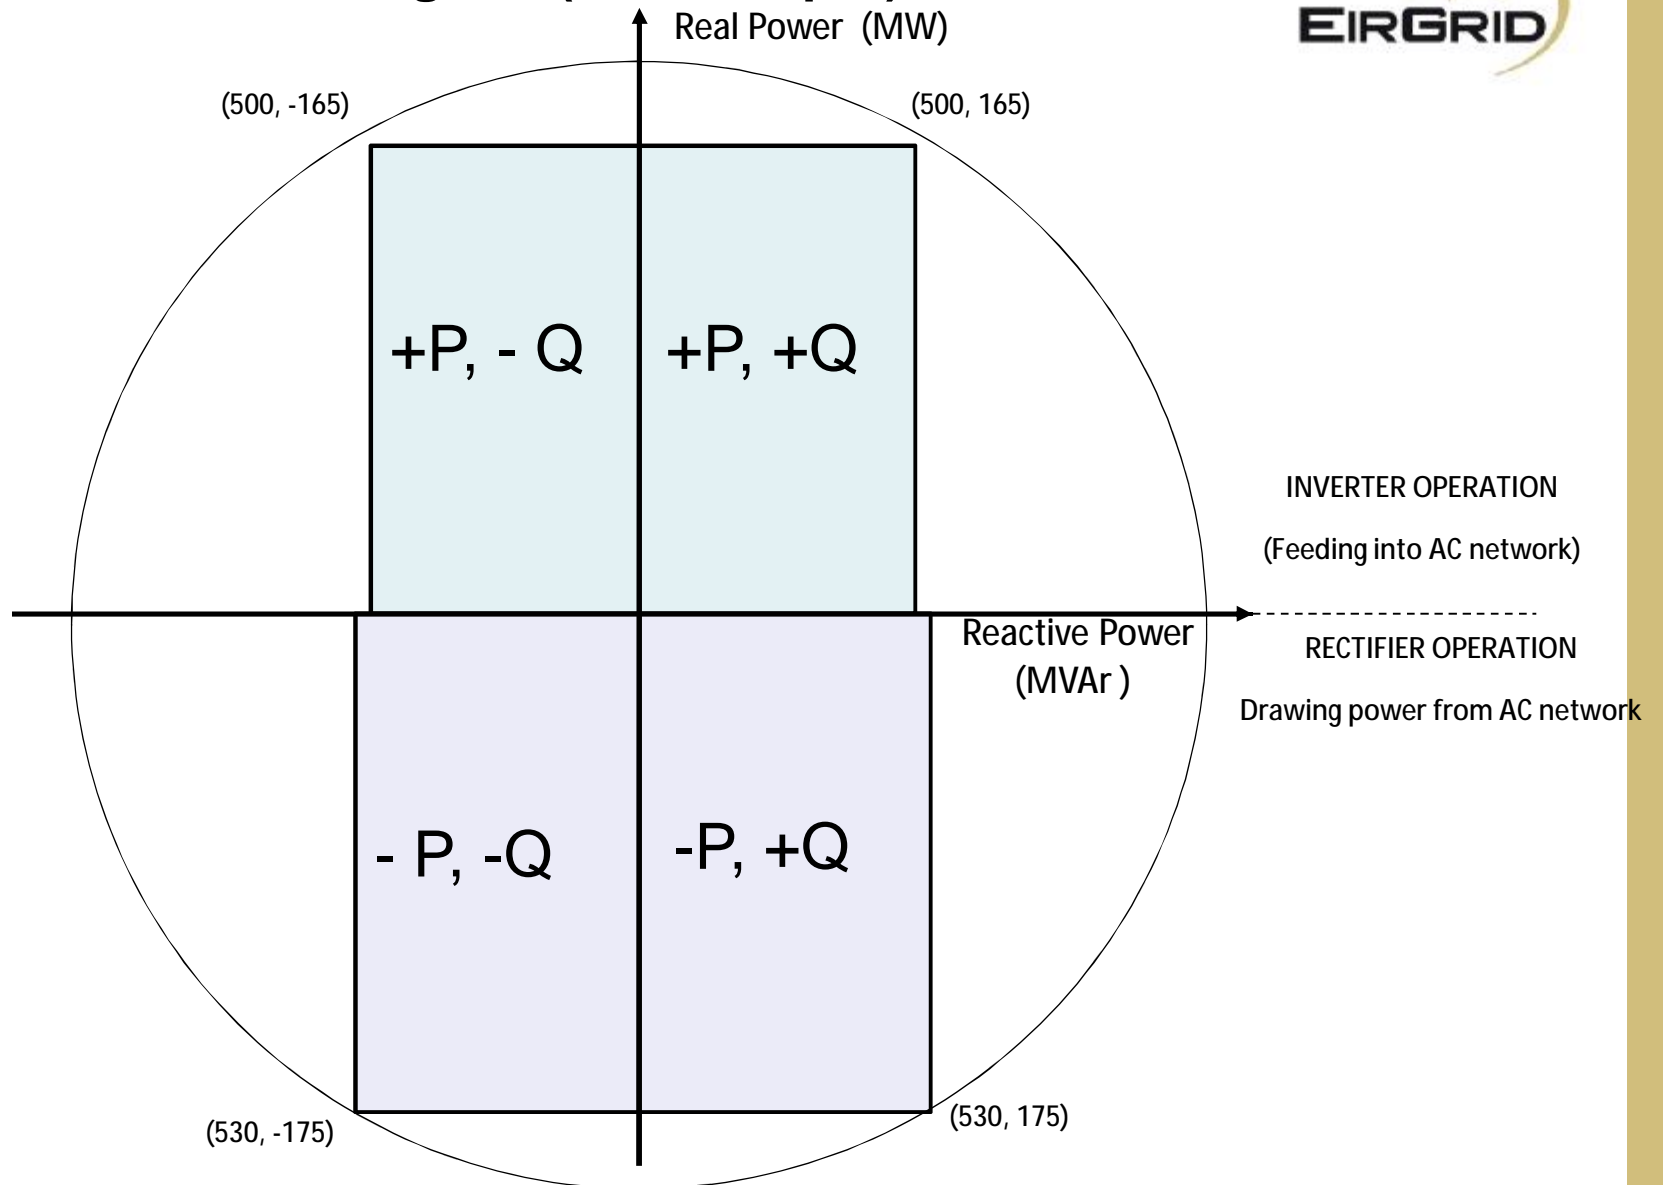 Real Power (MW)
EIRGRID
(500, -165)
(500, 165)
+P, - Q
+P, +Q
INVERTER OPERATION
(Feeding into AC network)
Reactive Power
(MVAr )
RECTIFIER OPERATION
Drawing power from AC network
- P, -Q
-P, +Q
(530, -175)
(530, 175)